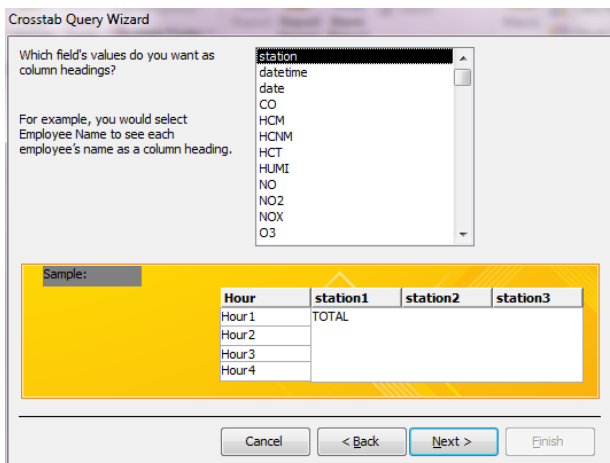 Crosstab Query Wizard
Which field's values do you want as
column headings?
For example, you would select
Employee Name to see each
employee's name as a column heading.
station
datetime
date
CO
HCM
HCNM
HCT
HUMI
NO
NO2
NOX
O3
Sample:
Hour station1 station2 station3
Hour1 TOTAL
Hour2
Hour3
Hour4
Cancel < Back Next > Finish